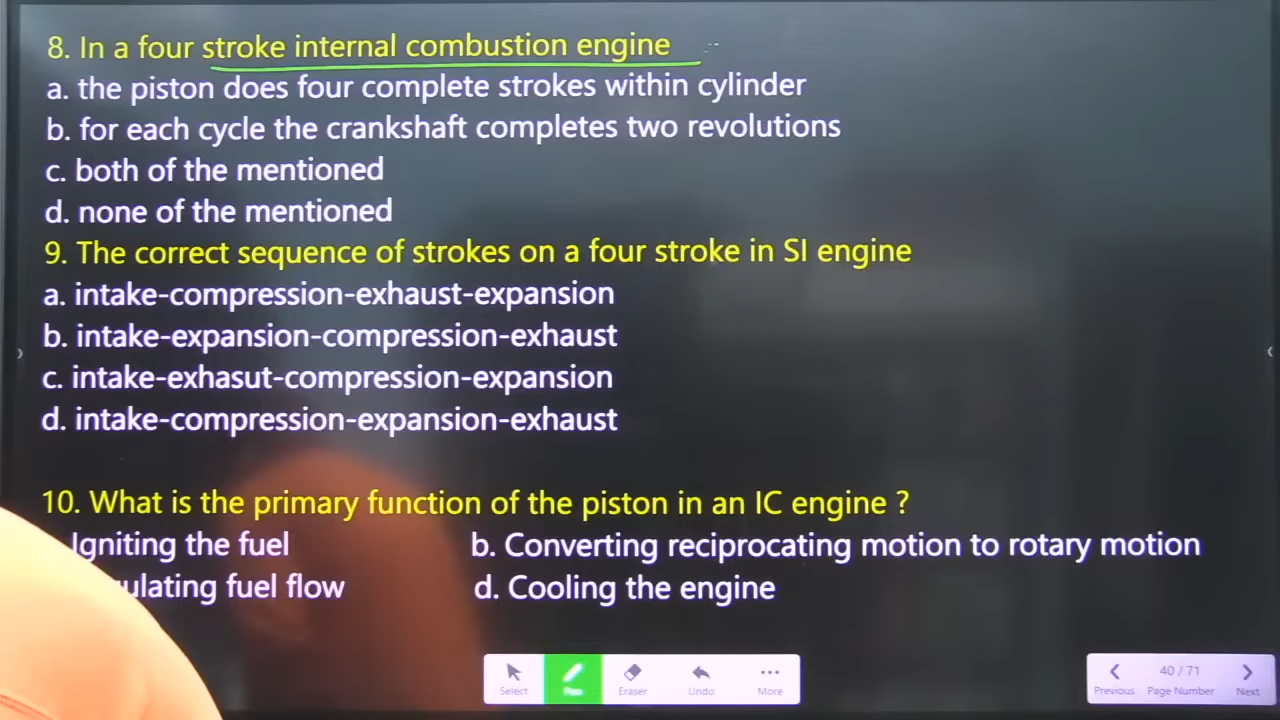 8. In a four stroke internal combustion engine
a. the piston does four complete strokes within cylinder
b. for each cycle the crankshaft completes two revolutions
c. both of the mentioned
d. none of the mentioned
9. The correct sequence of strokes on a four stroke in SI engine
a. intake-compression-exhaust-expansion
b. intake-expansion-compression-exhaust
c. intake-exhasut-compression-expansion
d. intake-compression-expansion-exhaust
10. What is the primary function of the piston in an IC engine ?
Igniting the fuel b. Converting reciprocating motion to rotary motion
fuel flow d. Cooling the engine
Select Pen Eraser Undo More
40 / 71
Previous Page Number Next